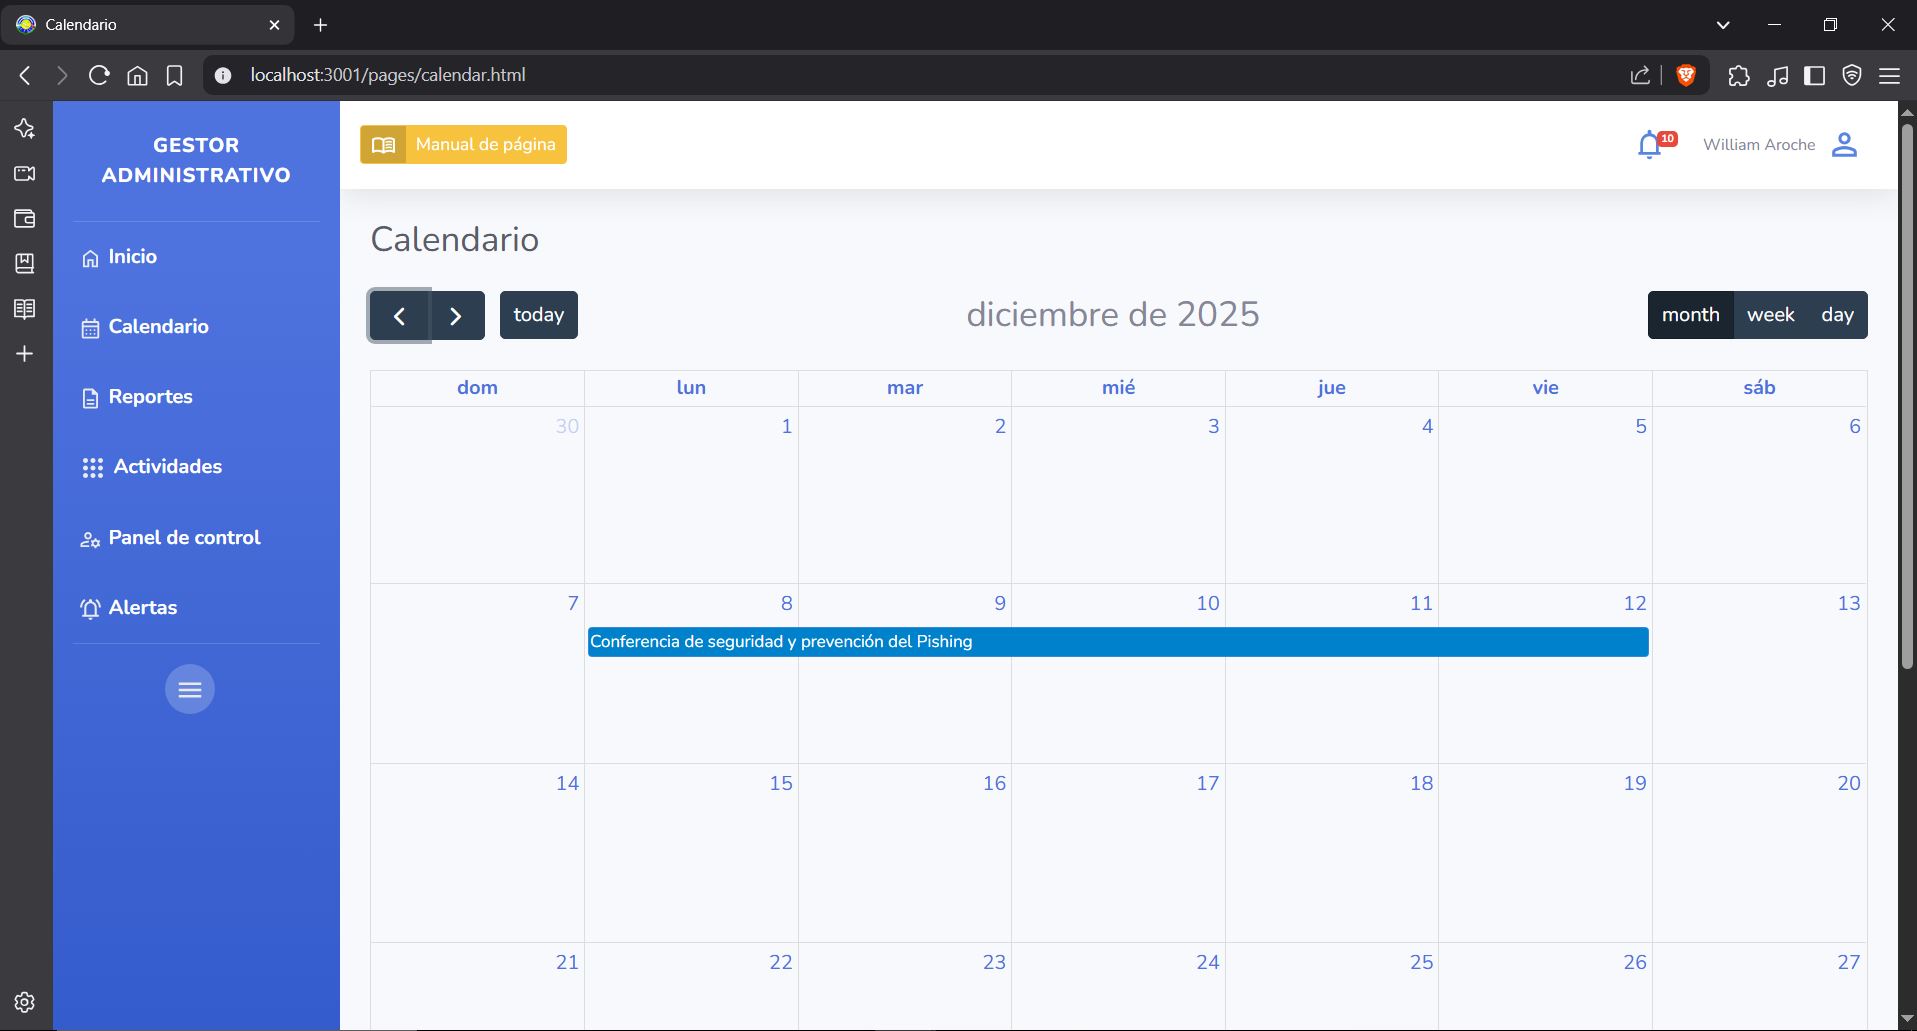 Calendario
localhost:3001/pages/calendar.html
GESTOR
ADMINISTRATIVO
Inicio
Calendario
Reportes
Actividades
Panel de control
Alertas
Manual de página
10
William Aroche
Calendario
today
diciembre de 2025
month week day
dom lun mar mié jue vie sáb
30 1 2 3 4 5 6
7 8 9 10 11 12 13
Conferencia de seguridad y prevención del Pishing
14 15 16 17 18 19 20
21 22 23 24 25 26 27